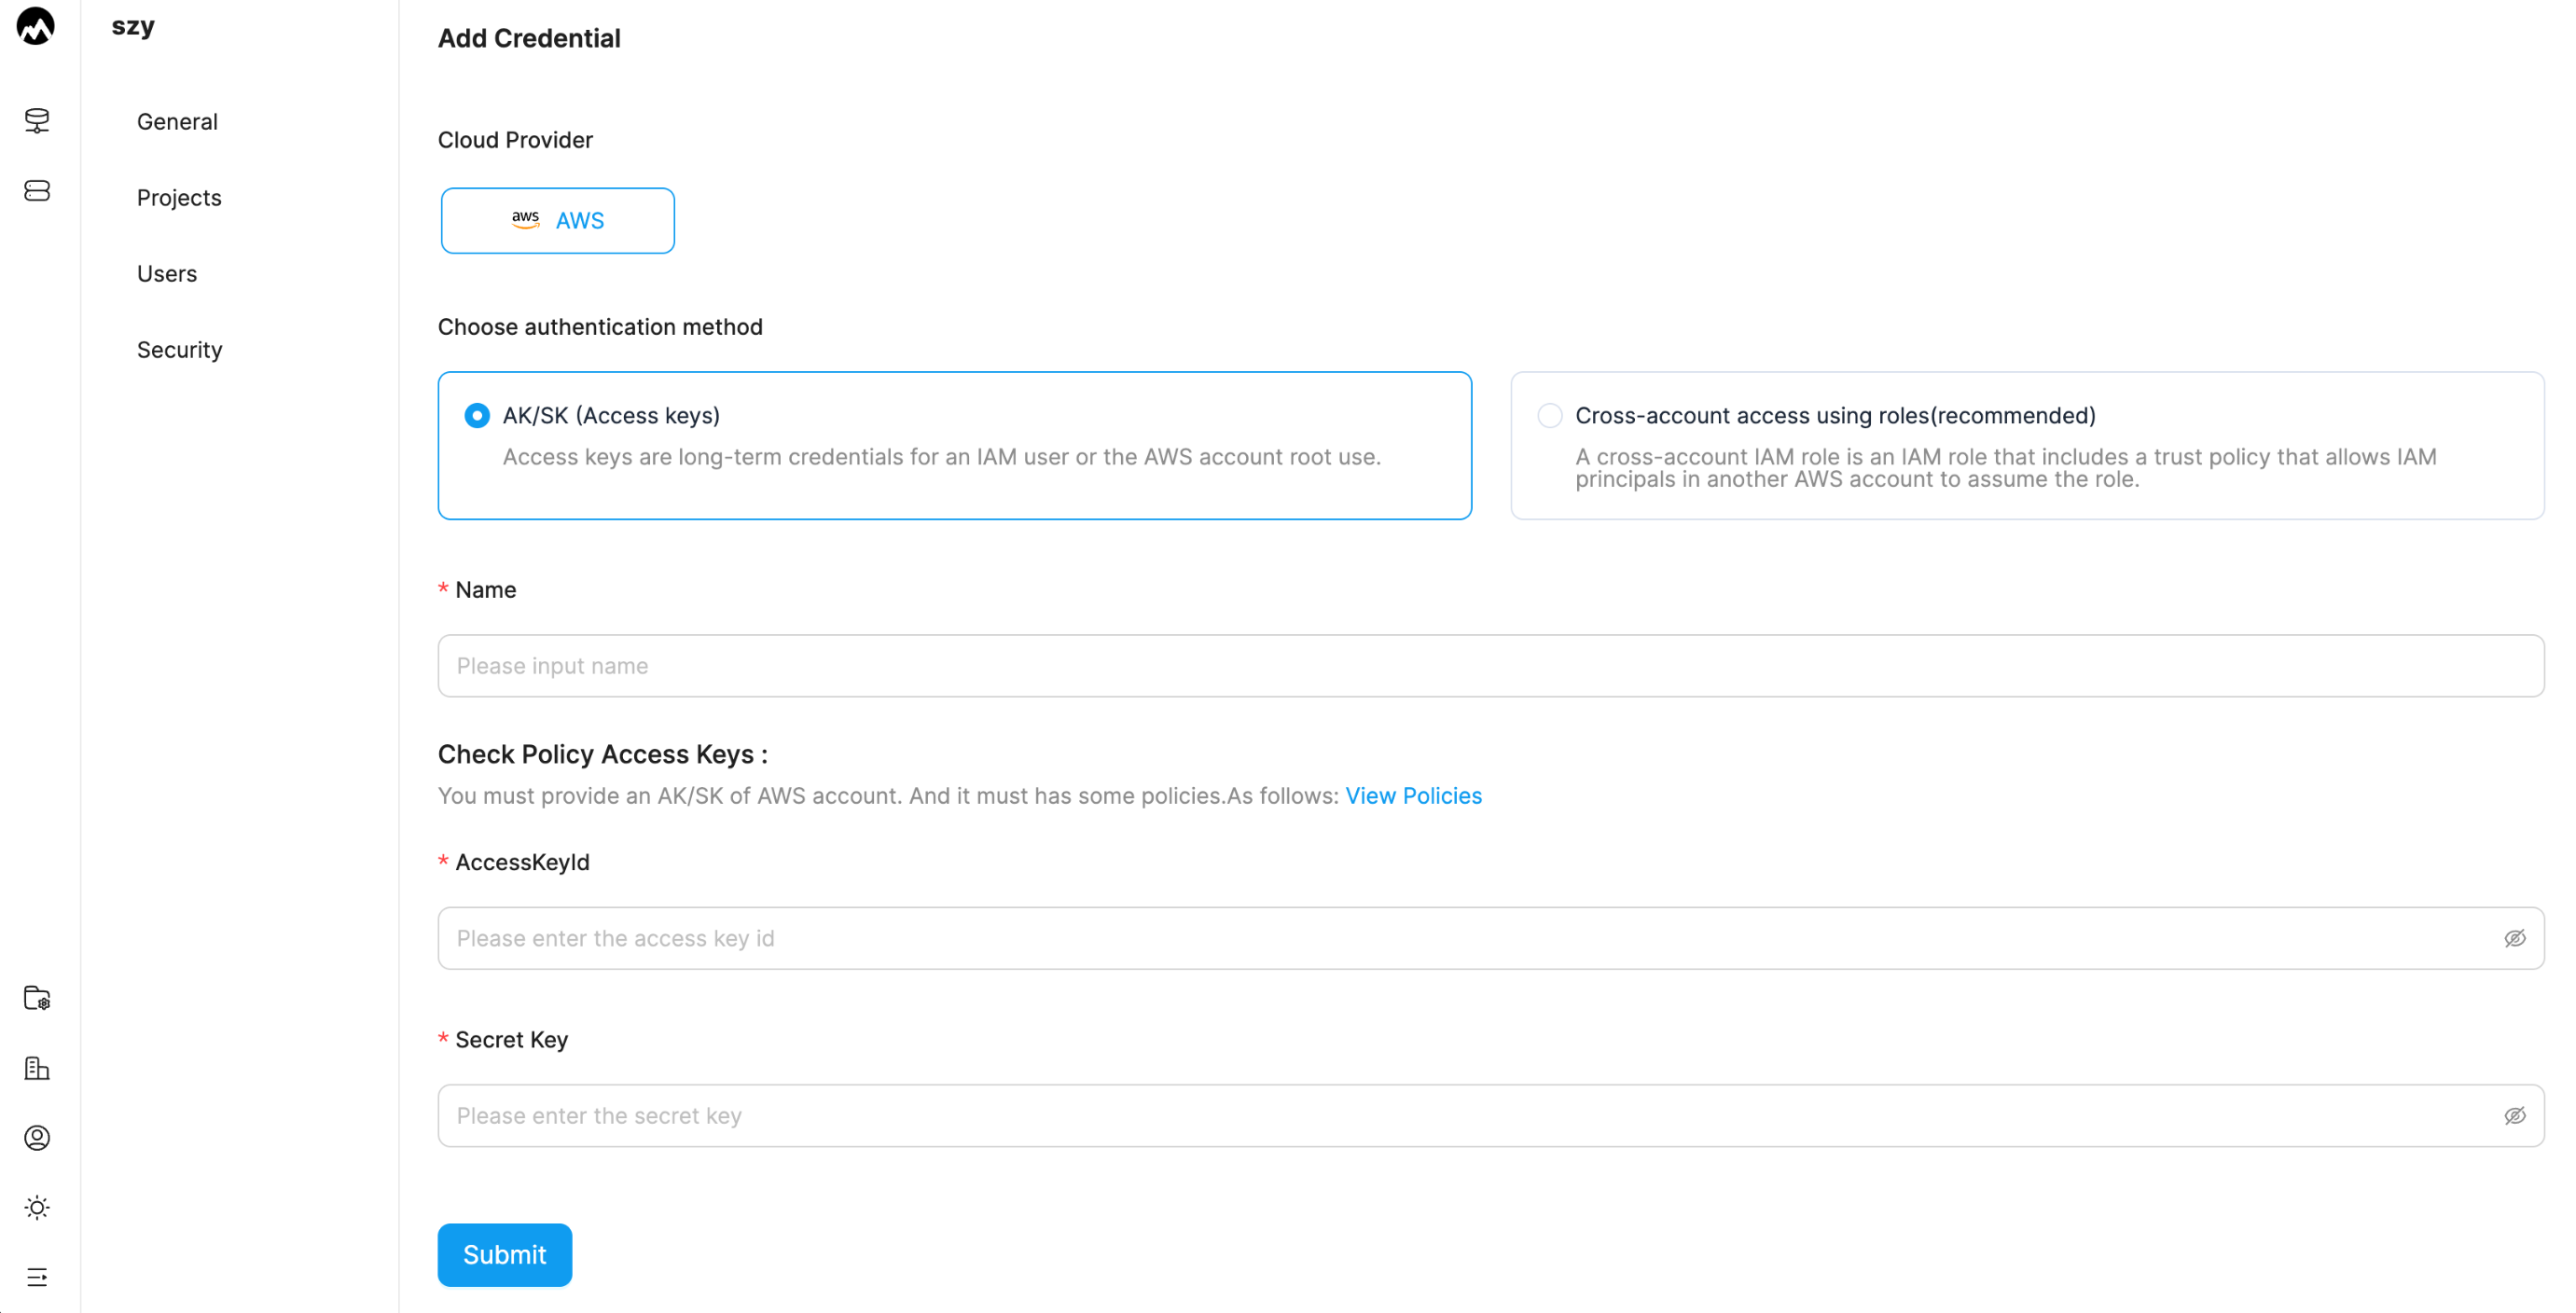 szy
General
Projects
Users
Security
Add Credential
Cloud Provider
aws AWS
Choose authentication method
AK/SK (Access keys)
Access keys are long-term credentials for an IAM user or the AWS account root use.
Cross-account access using roles(recommended)
A cross-account IAM role is an IAM role that includes a trust policy that allows IAM
principals in another AWS account to assume the role.
* Name
Please input name
Check Policy Access Keys :
You must provide an AK/SK of AWS account. And it must has some policies.As follows: View Policies
* AccessKeyId
Please enter the access key id
* Secret Key
Please enter the secret key
Submit